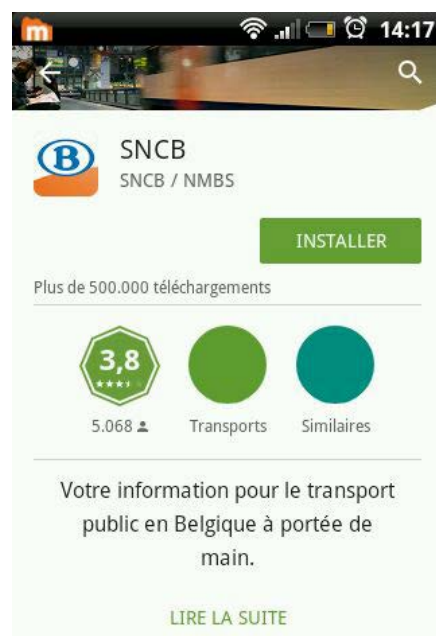 m 14:17
B
SNCB
SNCB / NMBS
INSTALLER
Plus de 500.000 téléchargements
3,8
5.068 Transports Similaires
Votre information pour le transport
public en Belgique à portée de
main.
LIRE LA SUITE